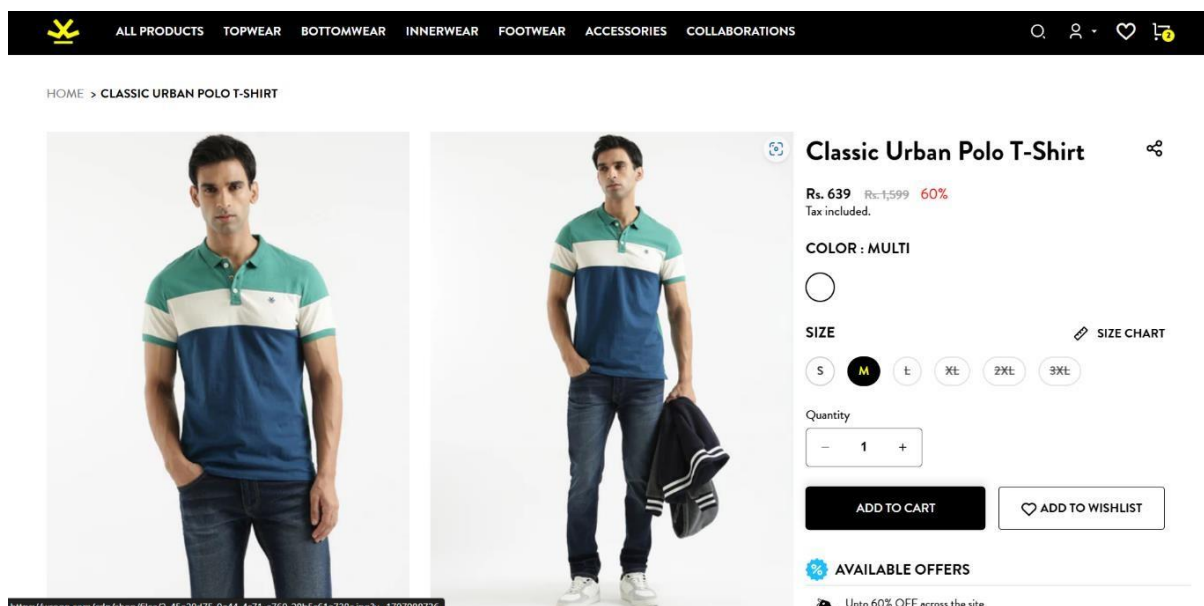 ALL PRODUCTS TOPWEAR BOTTOMWEAR INNERWEAR FOOTWEAR ACCESSORIES COLLABORATIONS
2
HOME > CLASSIC URBAN POLO T-SHIRT
Classic Urban Polo T-Shirt
Rs. 639 Rs. 1,599 60%
Tax included.
COLOR : MULTI
SIZE
SIZE CHART
S M L XL 2XL 3XL
Quantity
- 1 +
ADD TO CART
ADD TO WISHLIST
% AVAILABLE OFFERS
Upto 60% OFF across the site